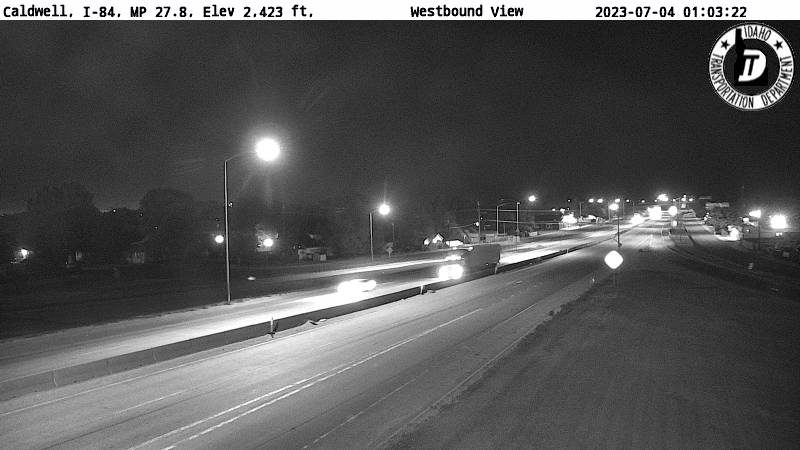 Caldwell, I-84, MP 27.8, Elev 2,423 ft, Westbound View 2023-07-04 01:03:22
IDAHO
TRANSPORTATION DEPARTMENT